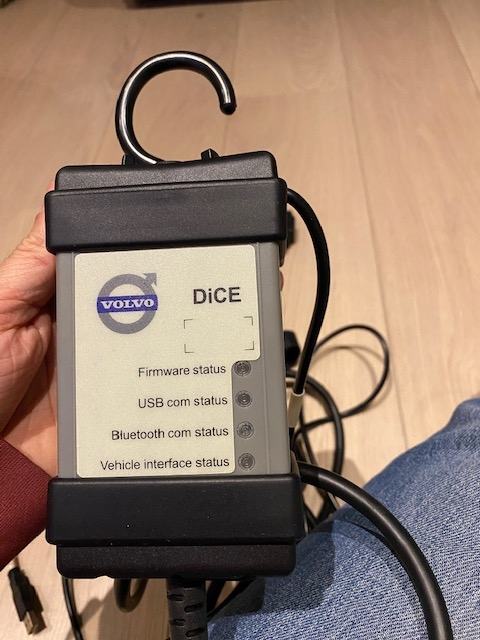 VOLVO
DiCE
Firmware status
USB com status
Bluetooth com status
Vehicle interface status